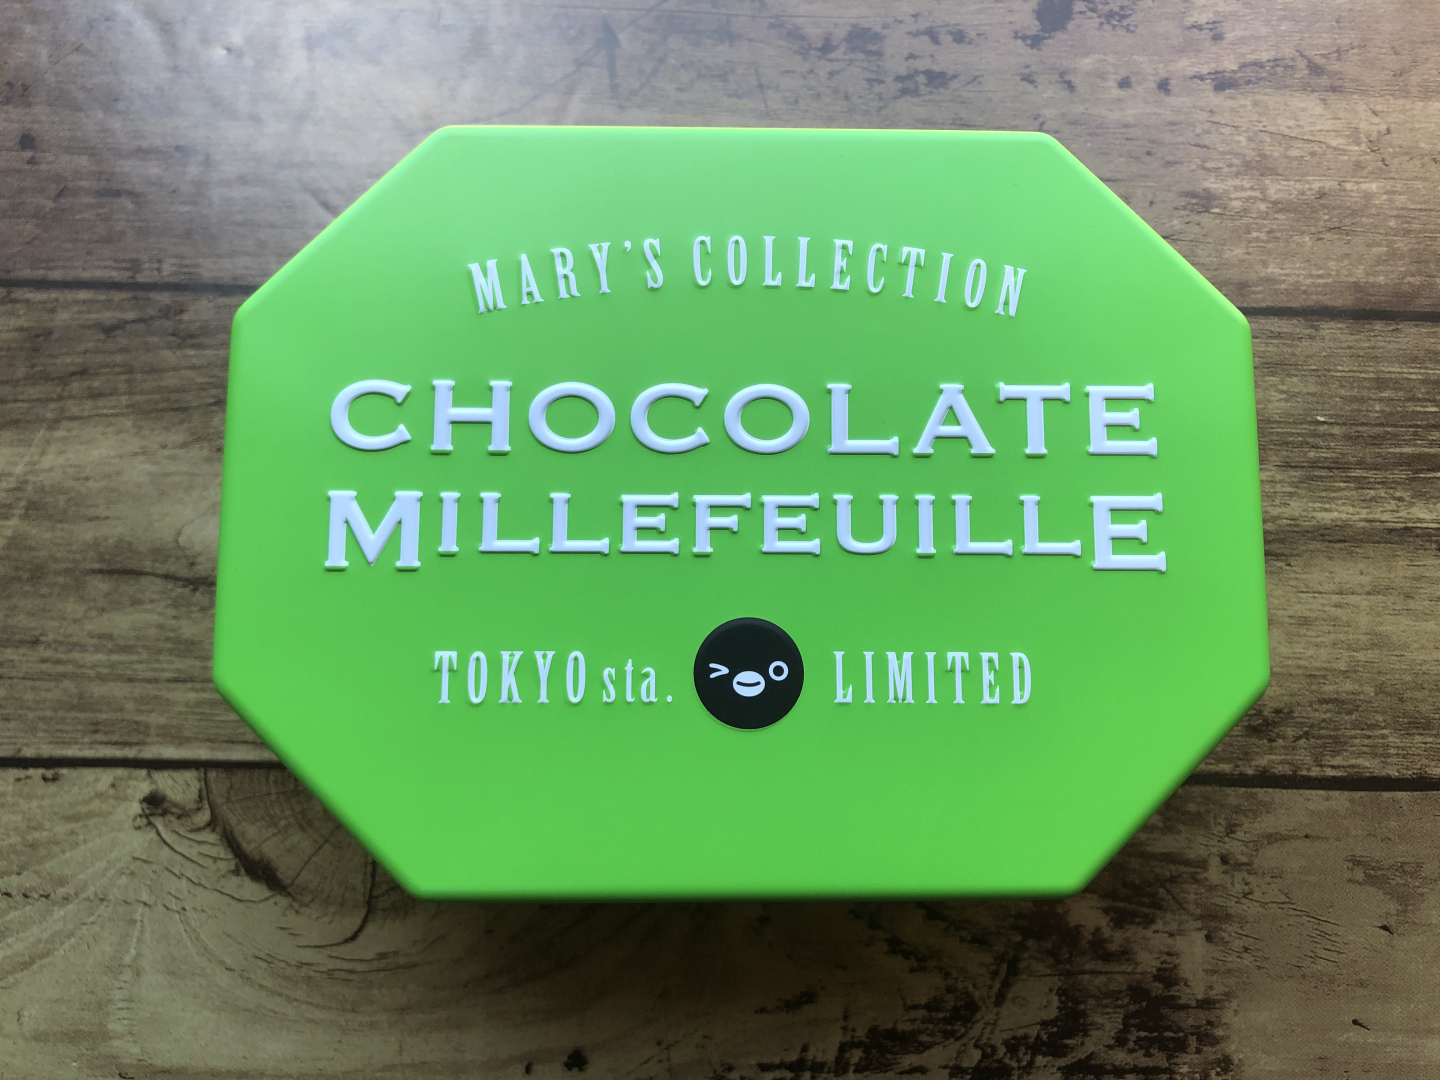 MARY'S COLLECTION
CHOCOLATE
MILLEFEUILLE
TOKYO sta. LIMITED